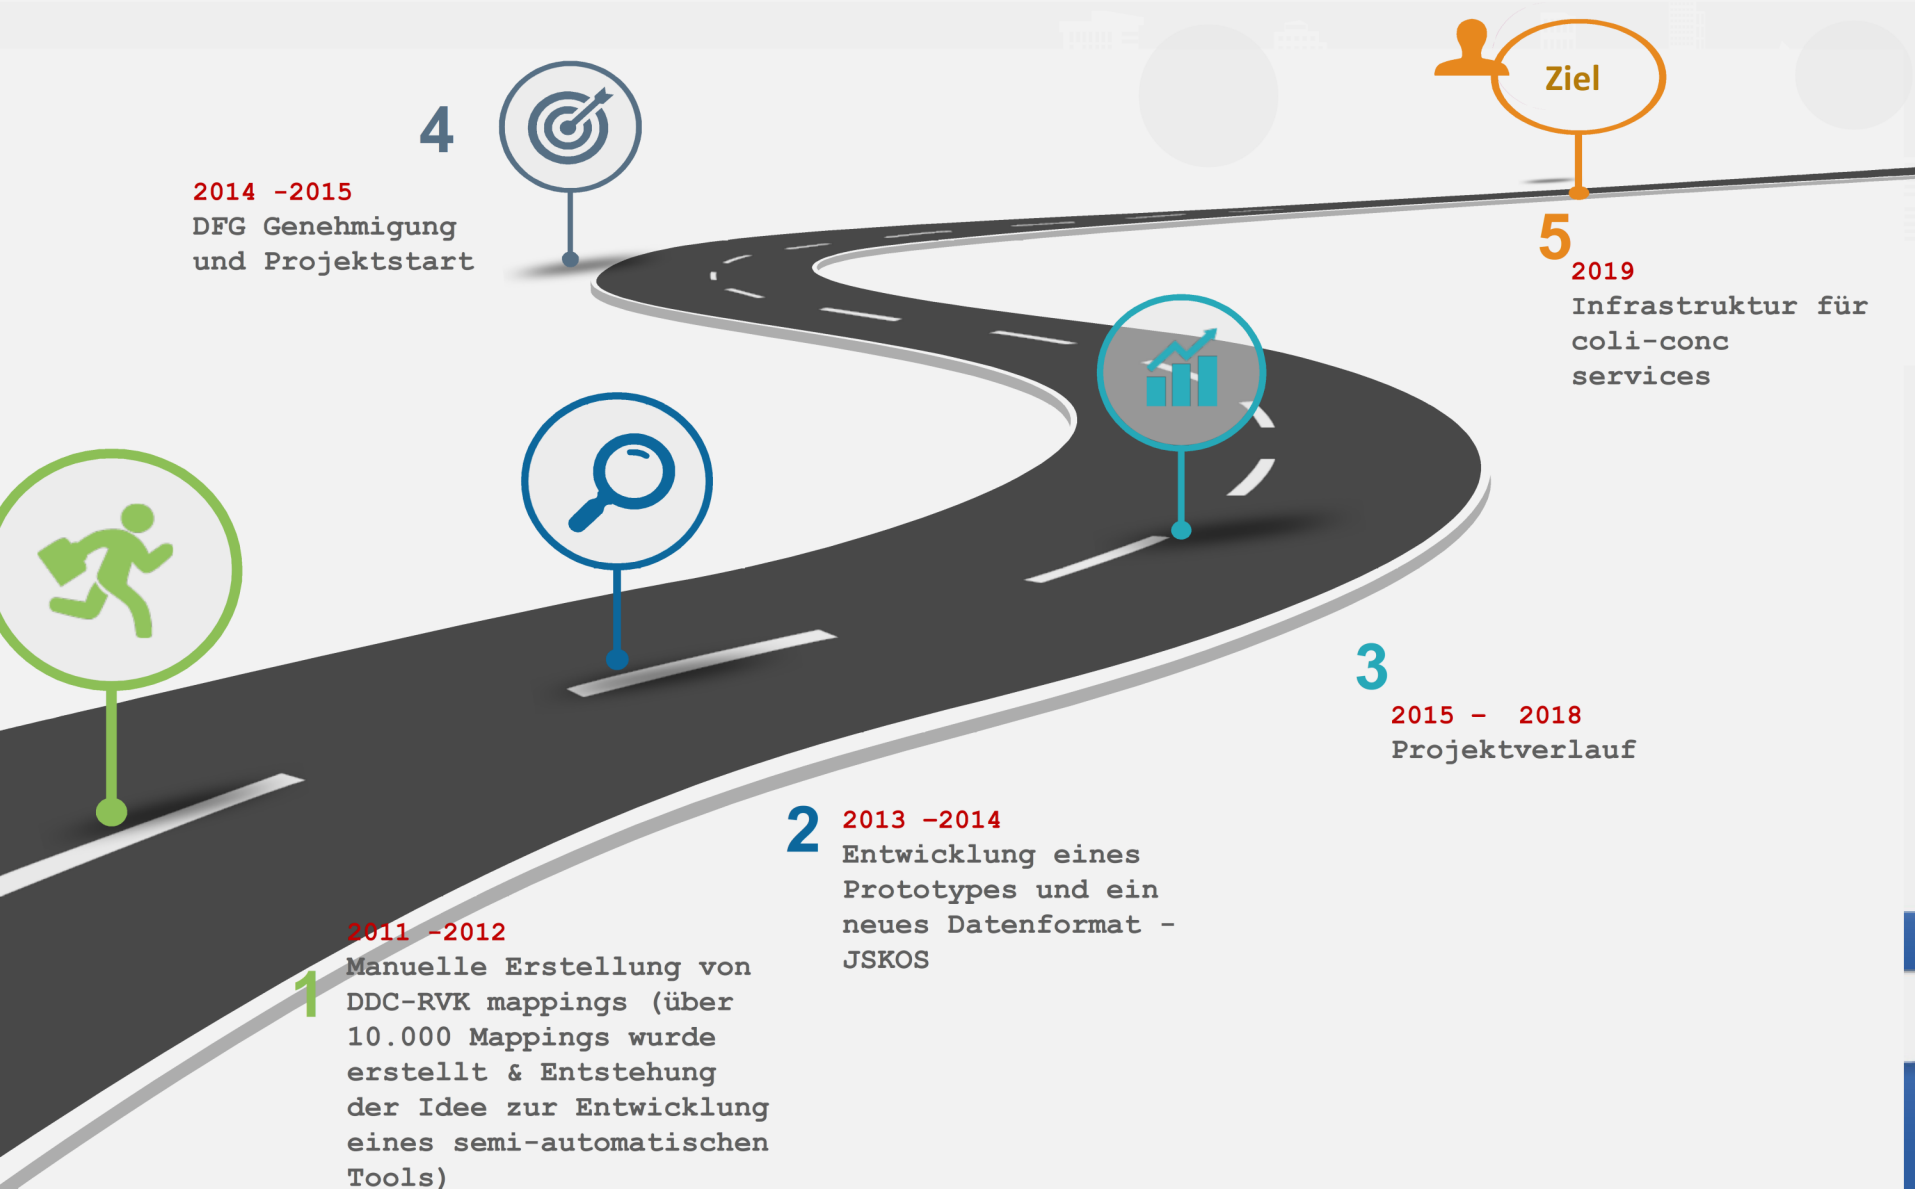 Ziel
4
2014 -2015
DFG Genehmigung
und Projektstart
5
2019
Infrastruktur für
coli-conc
services
3
2015 – 2018
Projektverlauf
2
2013 –2014
Entwicklung eines
Prototypes und ein
neues Datenformat -
JSKOS
1
2011 -2012
Manuelle Erstellung von
DDC-RVK mappings (über
10.000 Mappings wurde
erstellt & Entstehung
der Idee zur Entwicklung
eines semi-automatischen
Tools)